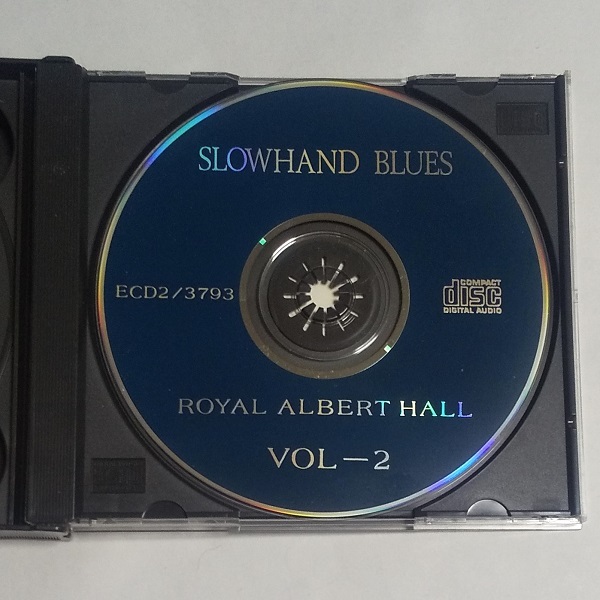 SLOWHAND BLUES
ECD2/3793
COMPACT
disc
DIGITAL AUDIO
ROYAL ALBERT HALL
VOL－2